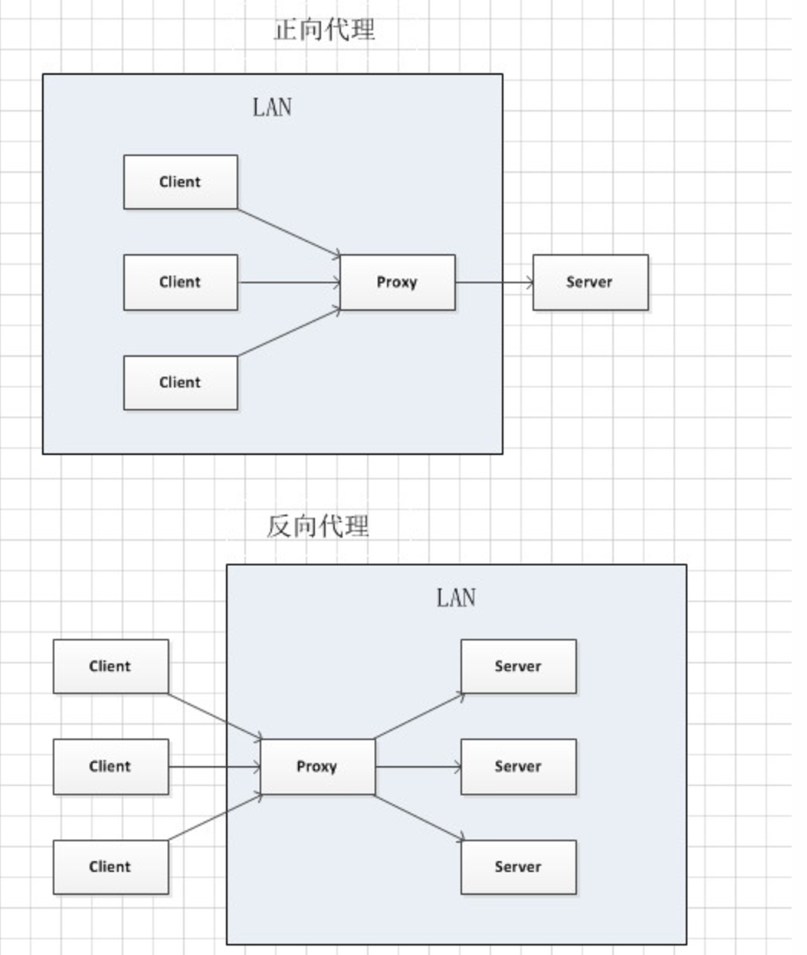 正向代理
LAN
Client
Client
Proxy
Server
Client
反向代理
LAN
Client
Server
Client
Proxy
Server
Client
Server